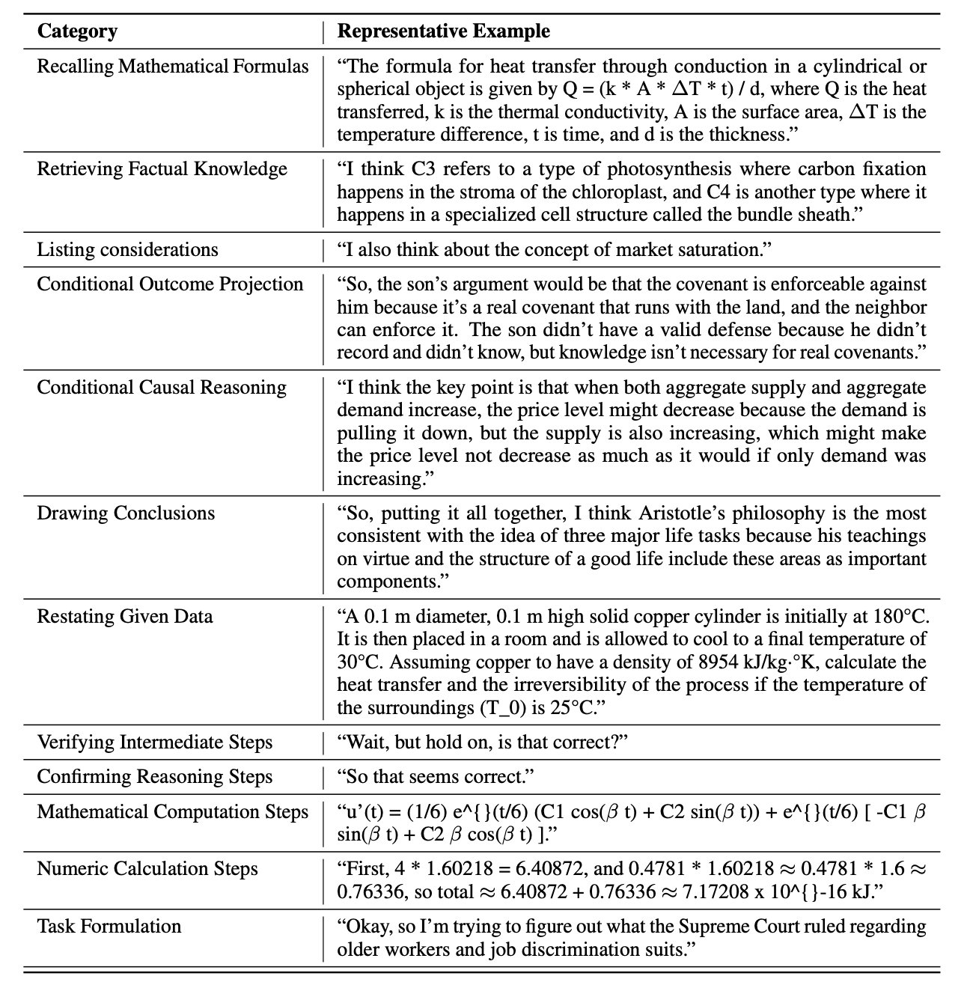 Category Representative Example
Recalling Mathematical Formulas “The formula for heat transfer through conduction in a cylindrical or
spherical object is given by Q = (k * A * ΔT * t) / d, where Q is the heat
transferred, k is the thermal conductivity, A is the surface area, ΔT is the
temperature difference, t is time, and d is the thickness.”
Retrieving Factual Knowledge “I think C3 refers to a type of photosynthesis where carbon fixation
happens in the stroma of the chloroplast, and C4 is another type where it
happens in a specialized cell structure called the bundle sheath.”
Listing considerations “I also think about the concept of market saturation.”
Conditional Outcome Projection “So, the son’s argument would be that the covenant is enforceable against
him because it’s a real covenant that runs with the land, and the neighbor
can enforce it. The son didn’t have a valid defense because he didn’t
record and didn’t know, but knowledge isn’t necessary for real covenants.”
Conditional Causal Reasoning “I think the key point is that when both aggregate supply and aggregate
demand increase, the price level might decrease because the demand is
pulling it down, but the supply is also increasing, which might make
the price level not decrease as much as it would if only demand was
increasing.”
Drawing Conclusions “So, putting it all together, I think Aristotle’s philosophy is the most
consistent with the idea of three major life tasks because his teachings
on virtue and the structure of a good life include these areas as important
components.”
Restating Given Data “A 0.1 m diameter, 0.1 m high solid copper cylinder is initially at 180°C.
It is then placed in a room and is allowed to cool to a final temperature of
30°C. Assuming copper to have a density of 8954 kJ/kg·°K, calculate the
heat transfer and the irreversibility of the process if the temperature of
the surroundings (T_0) is 25°C.”
Verifying Intermediate Steps “Wait, but hold on, is that correct?”
Confirming Reasoning Steps “So that seems correct.”
Mathematical Computation Steps “u’(t) = (1/6) e^{}(t/6) (C1 cos(β t) + C2 sin(β t)) + e^{}(t/6) [ -C1 β
sin(β t) + C2 β cos(β t) ].”
Numeric Calculation Steps “First, 4 * 1.60218 = 6.40872, and 0.4781 * 1.60218 ≈ 0.4781 * 1.6 ≈
0.76336, so total ≈ 6.40872 + 0.76336 ≈ 7.17208 x 10^{}-16 kJ.”
Task Formulation “Okay, so I’m trying to figure out what the Supreme Court ruled regarding
older workers and job discrimination suits.”